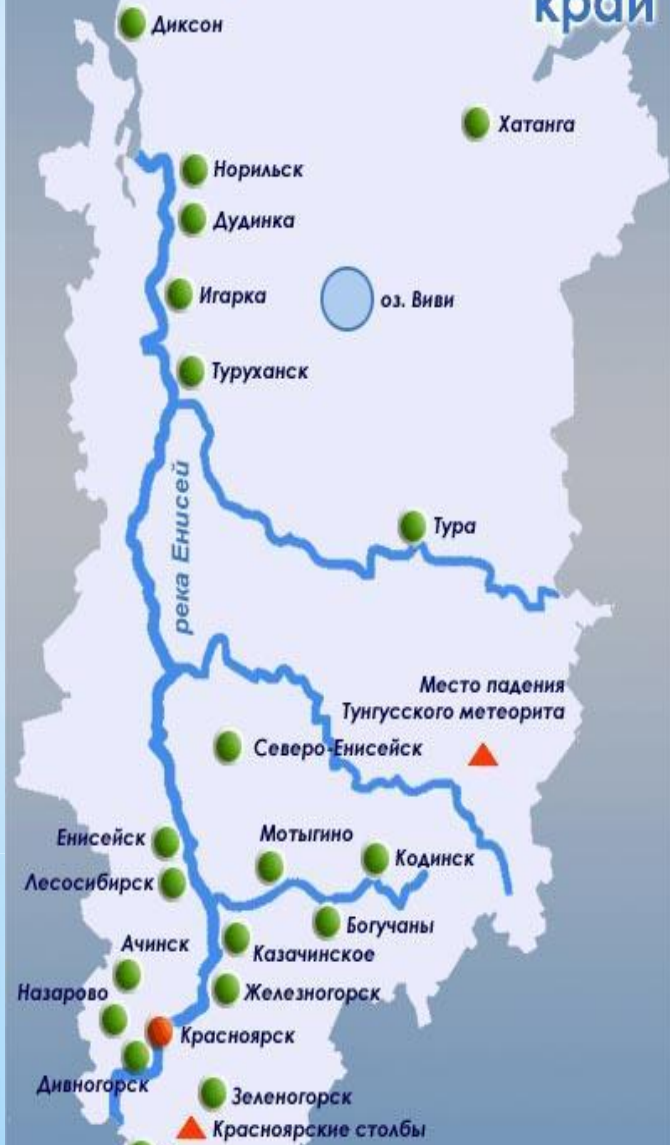 край
Диксон
Хатанга
Норильск
Дудинка
Игарка
оз. Виви
Туруханск
река Енисей
Тура
Место падения
Тунгусского метеорита
Северо-Енисейск
Енисейск
Мотыгино
Кодинск
Лесосибирск
Богучаны
Ачинск
Казачинское
Назарово
Железногорск
Красноярск
Дивногорск
Зеленогорск
Красноярские столбы